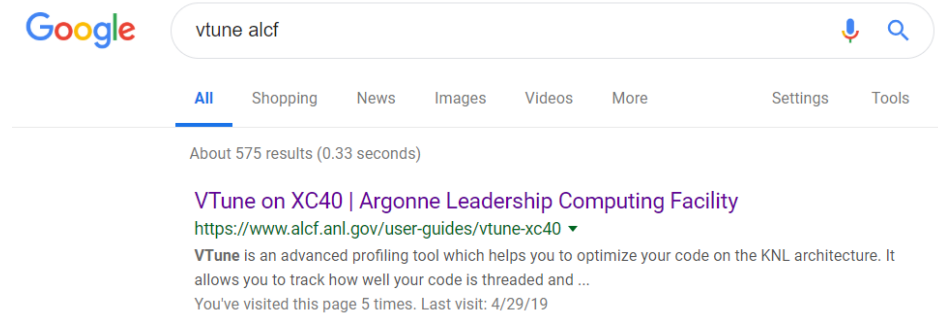 Google
vtune alcf
All Shopping News Images Videos More Settings Tools
About 575 results (0.33 seconds)
VTune on XC40 | Argonne Leadership Computing Facility
https://www.alcf.anl.gov/user-guides/vtune-xc40
VTune is an advanced profiling tool which helps you to optimize your code on the KNL architecture. It
allows you to track how well your code is threaded and ...
You've visited this page 5 times. Last visit: 4/29/19